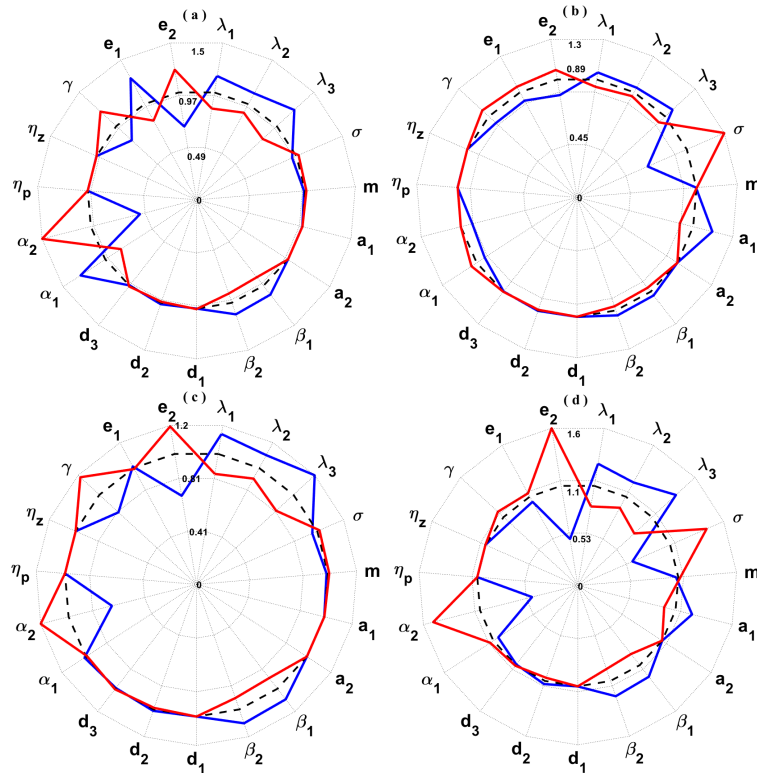 ( a )
1.5
0.97
0.49
0
λ1
λ2
λ3
σ
m
a1
a2
β1
β2
d1
d2
d3
α1
α2
ηp
ηz
γ
e1
e2
( b )
1.3
0.89
0.45
0
λ1
λ2
λ3
σ
m
a1
a2
β1
β2
d1
d2
d3
α1
α2
ηp
ηz
γ
e1
e2
( c )
1.2
0.81
0.41
0
λ1
λ2
λ3
σ
m
a1
a2
β1
β2
d1
d2
d3
α1
α2
ηp
ηz
γ
e1
e2
( d )
1.6
1.1
0.53
0
λ1
λ2
λ3
σ
m
a1
a2
β1
β2
d1
d2
d3
α1
α2
ηp
ηz
γ
e1
e2